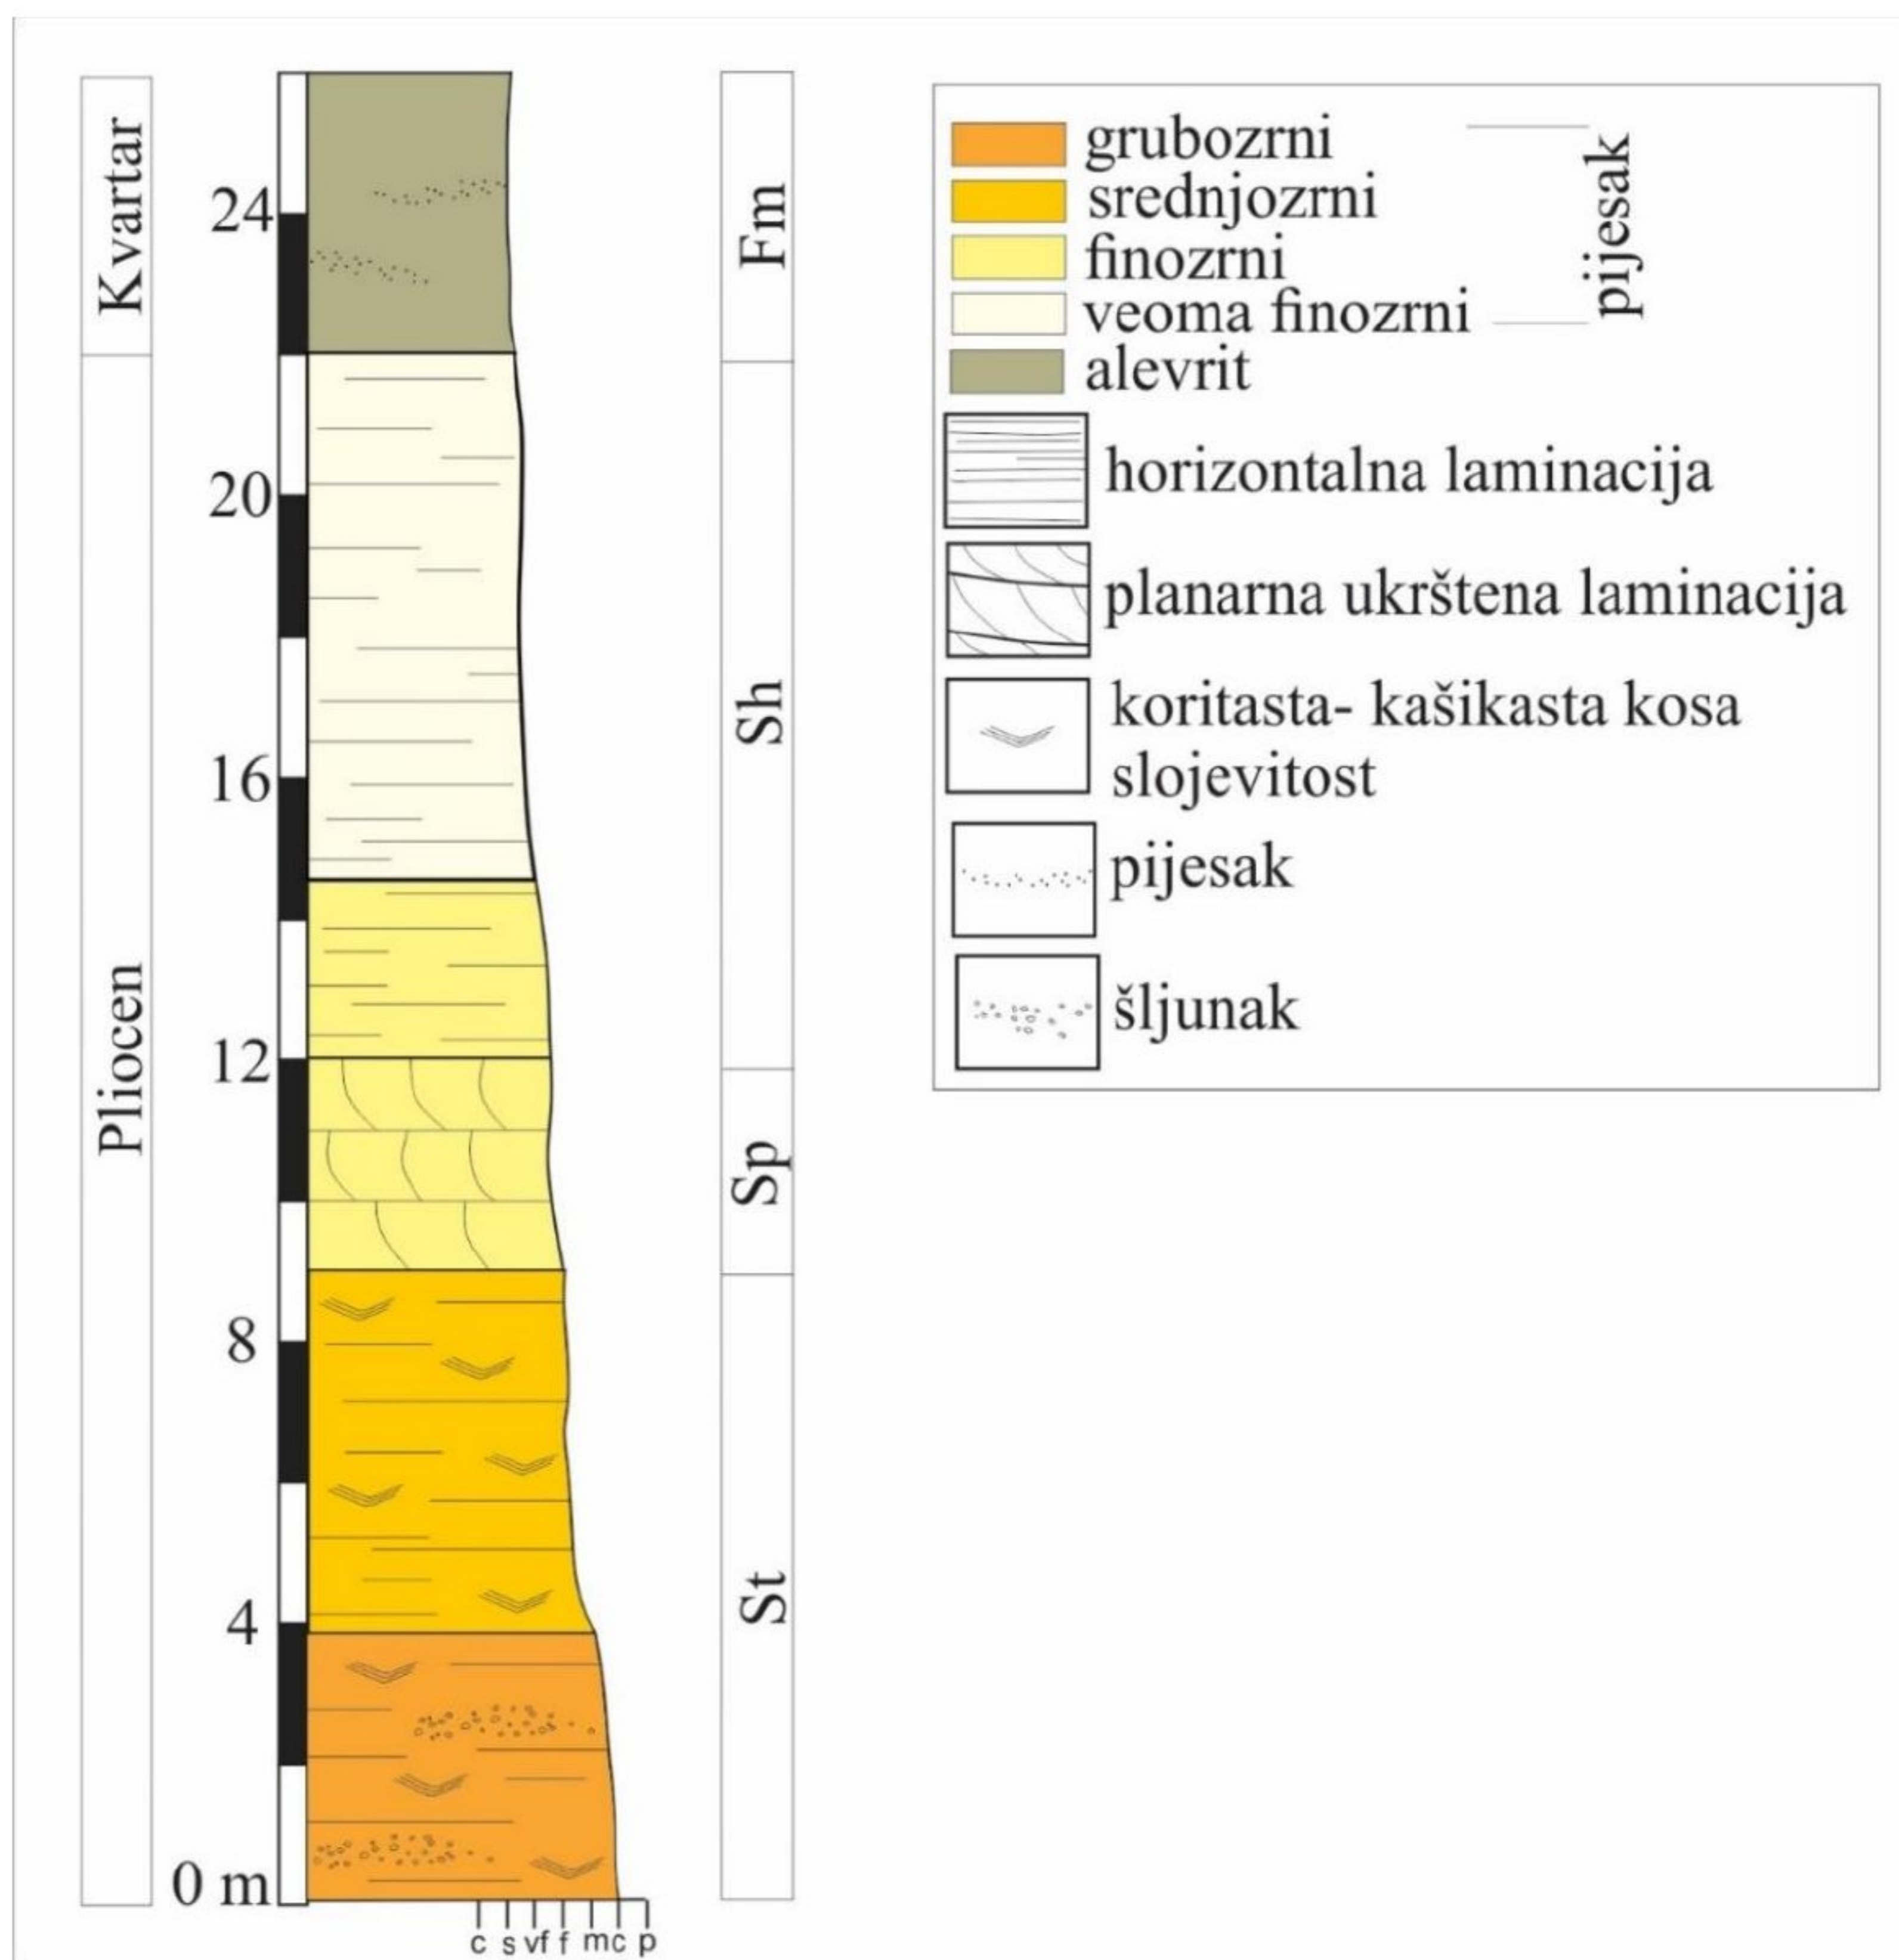 Kvartar
Pliocen
24
20
16
12
8
4
0 m
c s vf f m c p
Fm
Sh
Sp
St
grubozrni
srednjozrni
finozrni
veoma finozrni
pijesak
alevrit
horizontalna laminacija
planarna ukrštena laminacija
koritasta- kašikasta kosa
slojevitost
pijesak
šljunak